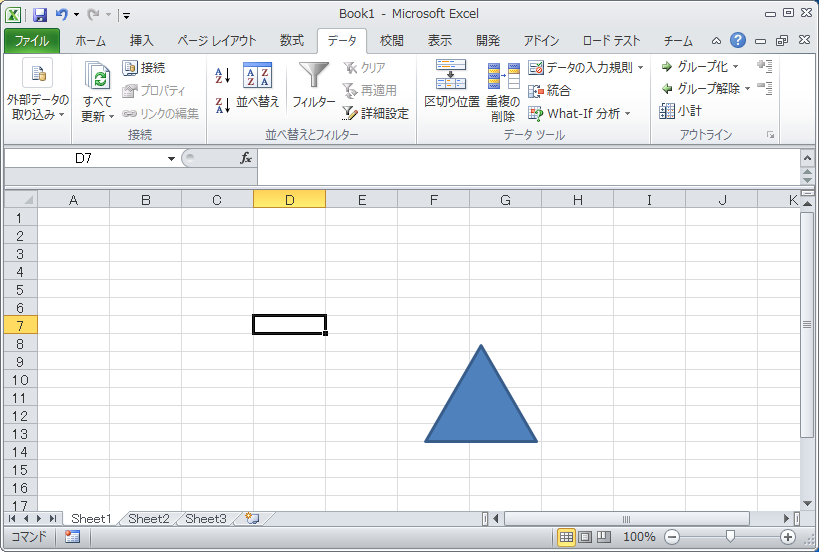 Book1 - Microsoft Excel
ファイル ホーム 挿入 ページ レイアウト 数式 データ 校閲 表示 開発 アドイン ロード テスト チーム
外部データの
取り込み
すべて
更新
接続
プロパティ
リンクの編集
接続
並べ替え
フィルター
クリア
再適用
詳細設定
並べ替えとフィルター
区切り位置
重複の
削除
データの入力規則
統合
What-If 分析
データ ツール
グループ化
グループ解除
小計
アウトライン
D7 fx
A B C D E F G H I J K
1
2
3
4
5
6
7
8
9
10
11
12
13
14
15
16
17
Sheet1 Sheet2 Sheet3
コマンド 100%